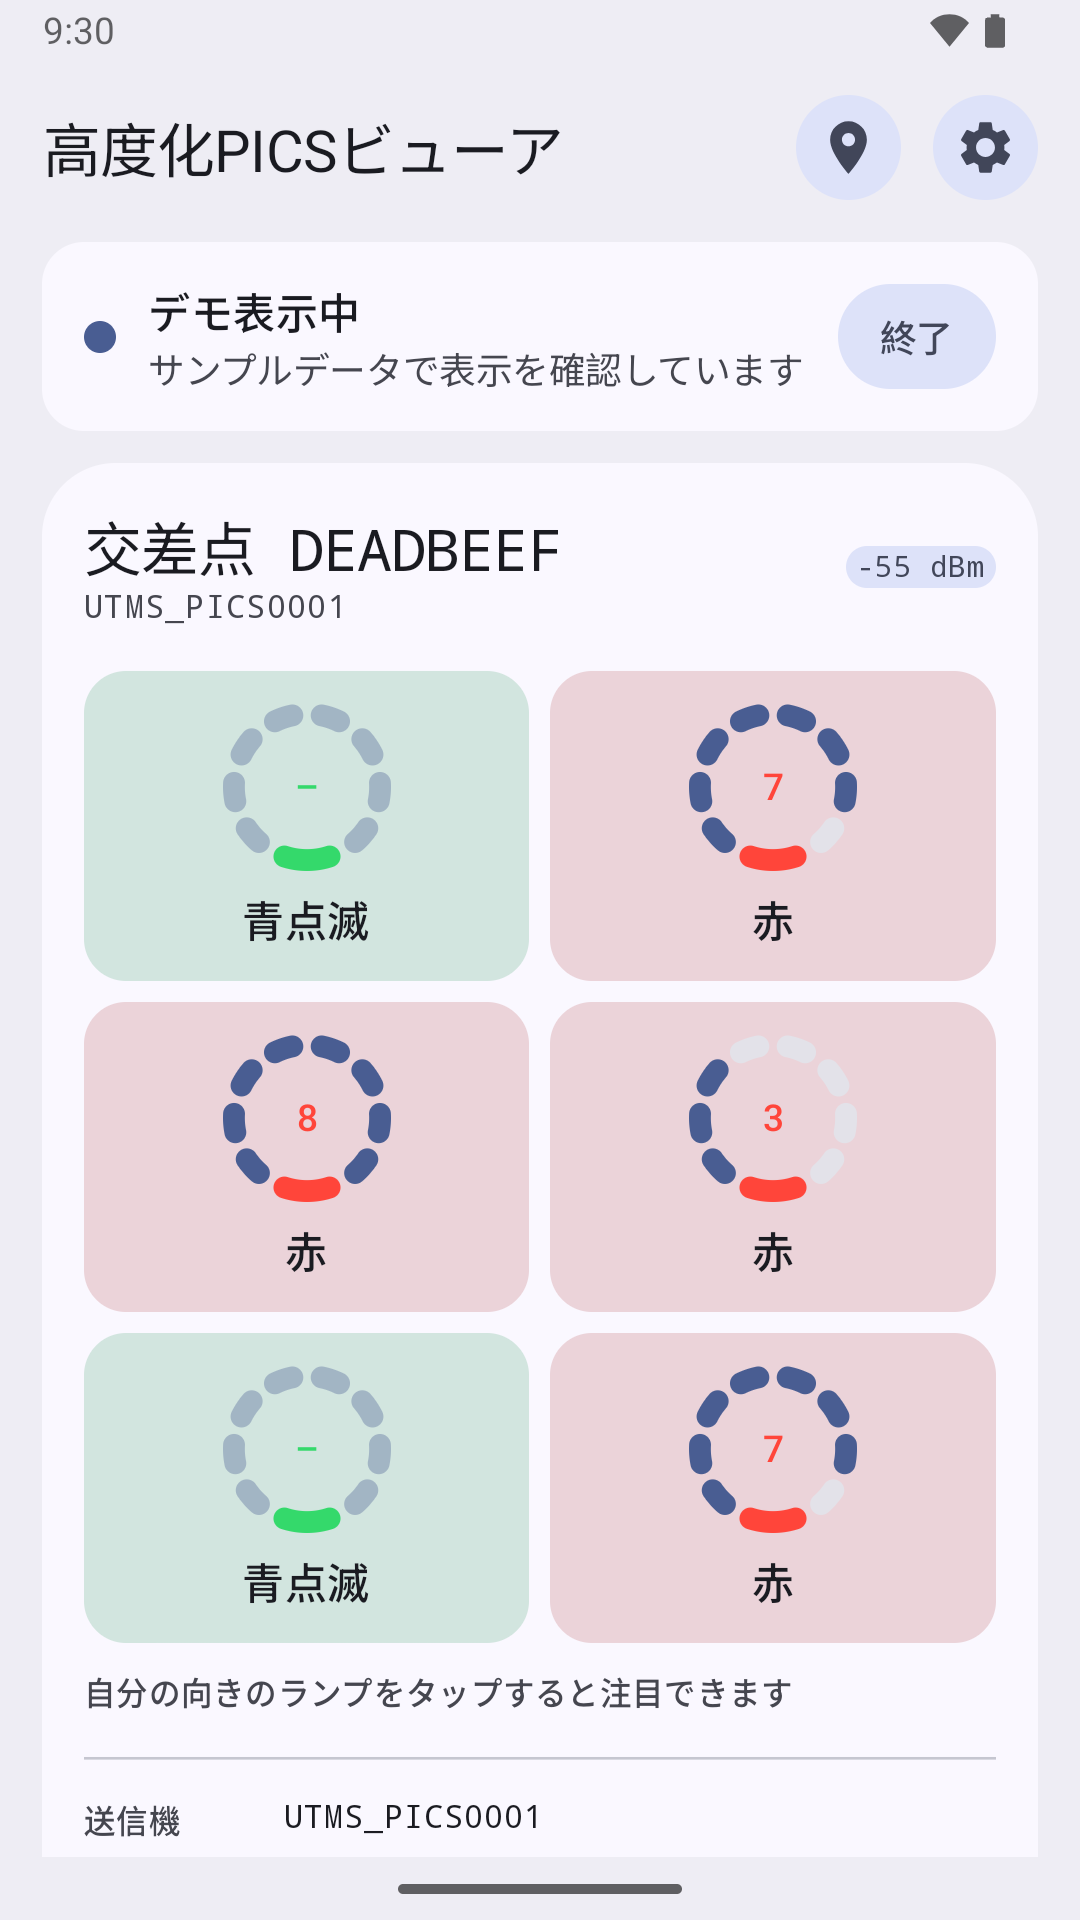 9:30
高度化PICSビューア
デモ表示中
サンプルデータで表示を確認しています
終了
交差点 DEADBEEF
UTMS_PICS0001
-55 dBm
–
青点滅
7
赤
8
赤
3
赤
–
青点滅
7
赤
自分の向きのランプをタップすると注目できます
送信機 UTMS_PICS0001